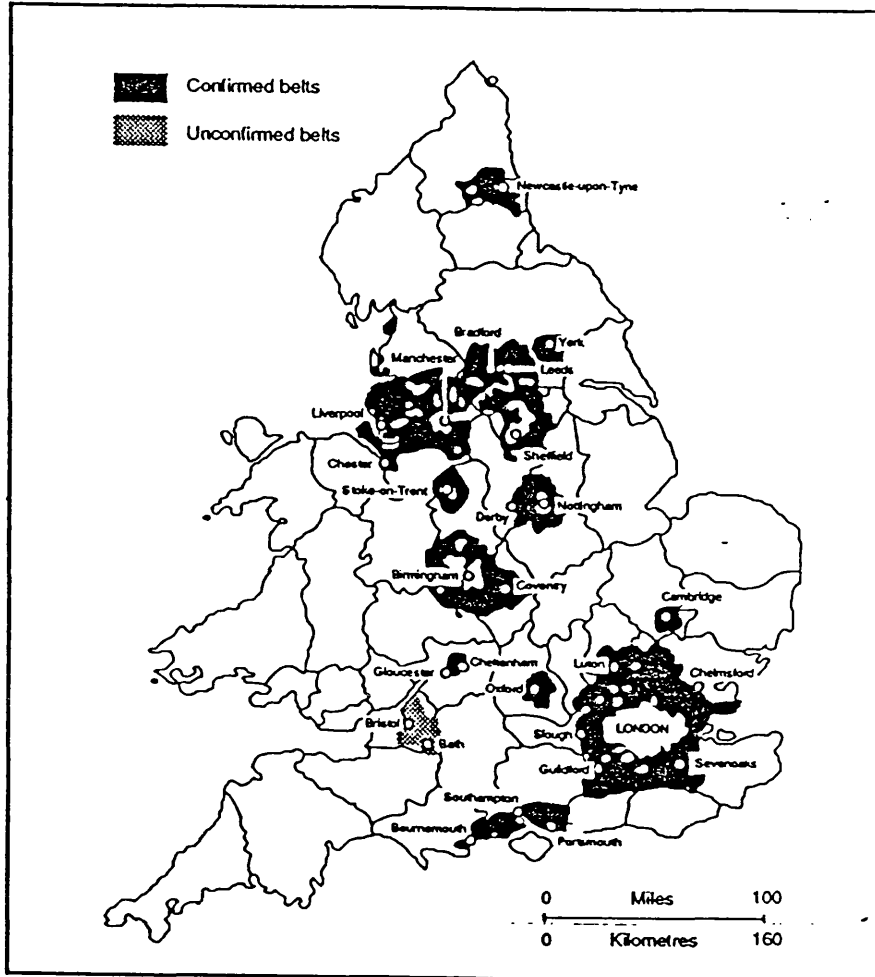 Confirmed belts
Unconfirmed belts
Newcastle-upon-Tyne
Bradford
York
Manchester
Leeds
Liverpool
Sheffield
Chester
Stoke-on-Trent
Derby
Nottingham
Birmingham
Coventry
Cambridge
Cheltenham
Gloucester
Luton
Chelmsford
Oxford
Bristol
Bath
Slough
LONDON
Guildford
Sevenoaks
Southampton
Bournemouth
Portsmouth
0 Miles 100
0 Kilometres 160